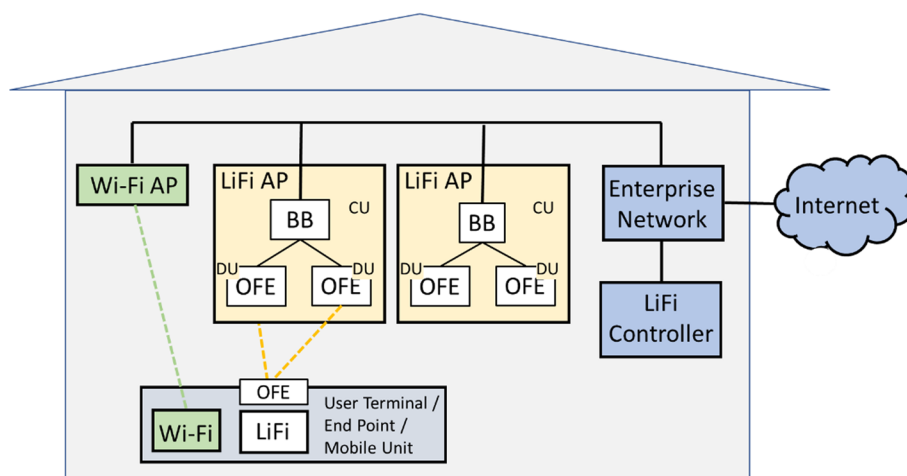 Wi-Fi AP
LiFi AP
BB
CU
DU
OFE
DU
OFE
LiFi AP
BB
CU
DU
OFE
DU
OFE
Enterprise
Network
Internet
LiFi
Controller
OFE
Wi-Fi
LiFi
User Terminal /
End Point /
Mobile Unit